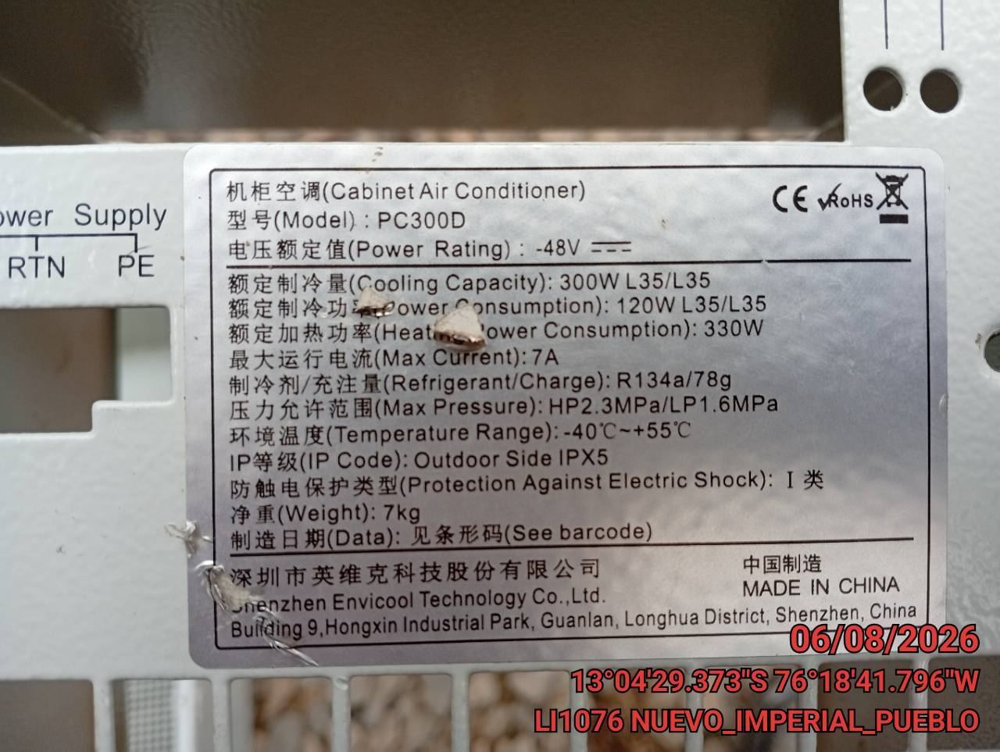 Supply
RTN PE
机柜空调(Cabinet Air Conditioner)
CE RoHS
型号(Model) : PC300D
电压额定值(Power Rating) : -48V
额定制冷量(Cooling Capacity): 300W L35/L35
额定制冷功率(Power Consumption): 120W L35/L35
额定加热功率(Heating Power Consumption): 330W
最大运行电流(Max Current): 7A
制冷剂/充注量(Refrigerant/Charge): R134a/78g
压力允许范围(Max Pressure): HP2.3MPa/LP1.6MPa
环境温度(Temperature Range): -40℃~+55℃
IP等级(IP Code): Outdoor Side IPX5
防触电保护类型(Protection Against Electric Shock): I 类
净重(Weight): 7kg
制造日期(Data): 见条形码(See barcode)
深圳市英维克科技股份有限公司
中国制造
Shenzhen Envicool Technology Co.,Ltd.
MADE IN CHINA
Building 9,Hongxin Industrial Park, Guanlan, Longhua District, Shenzhen, China
06/08/2026
13°04'29.373"S 76°18'41.796"W
LI1076 NUEVO_IMPERIAL_PUEBLO